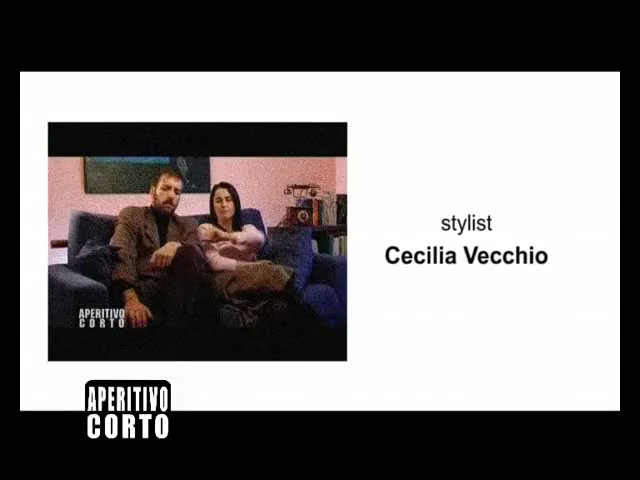 stylist
Cecilia Vecchio
APERITIVO
CORTO
APERITIVO
CORTO